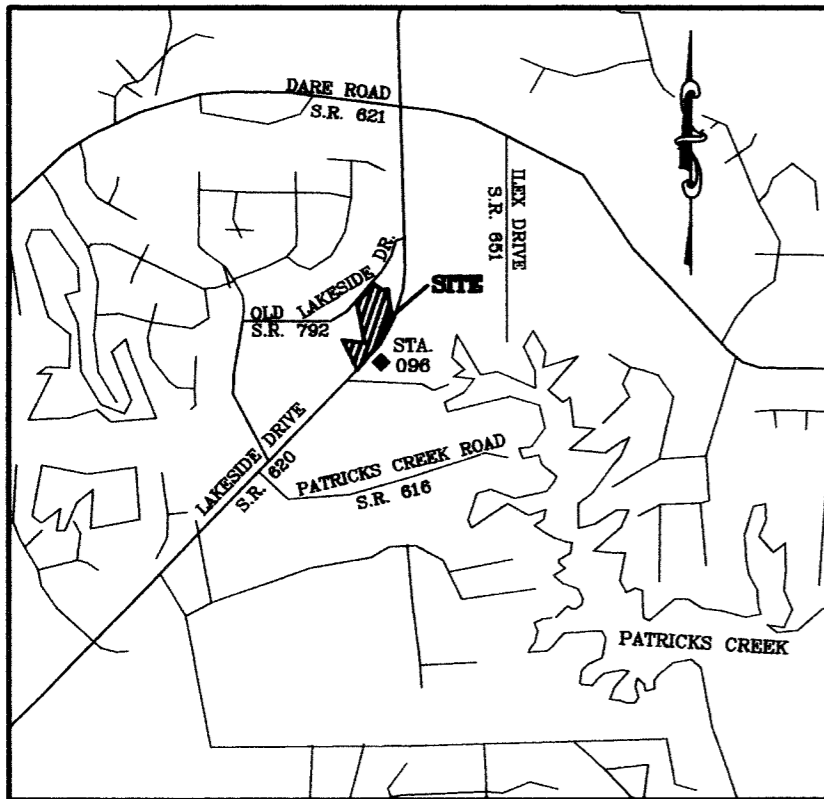 DARE ROAD
S.R. 621
ILEX DRIVE
S.R. 651
OLD LAKESIDE DR.
S.R. 792
SITE
STA.
096
LAKESIDE DRIVE
S.R. 620
PATRICKS CREEK ROAD
S.R. 616
PATRICKS CREEK